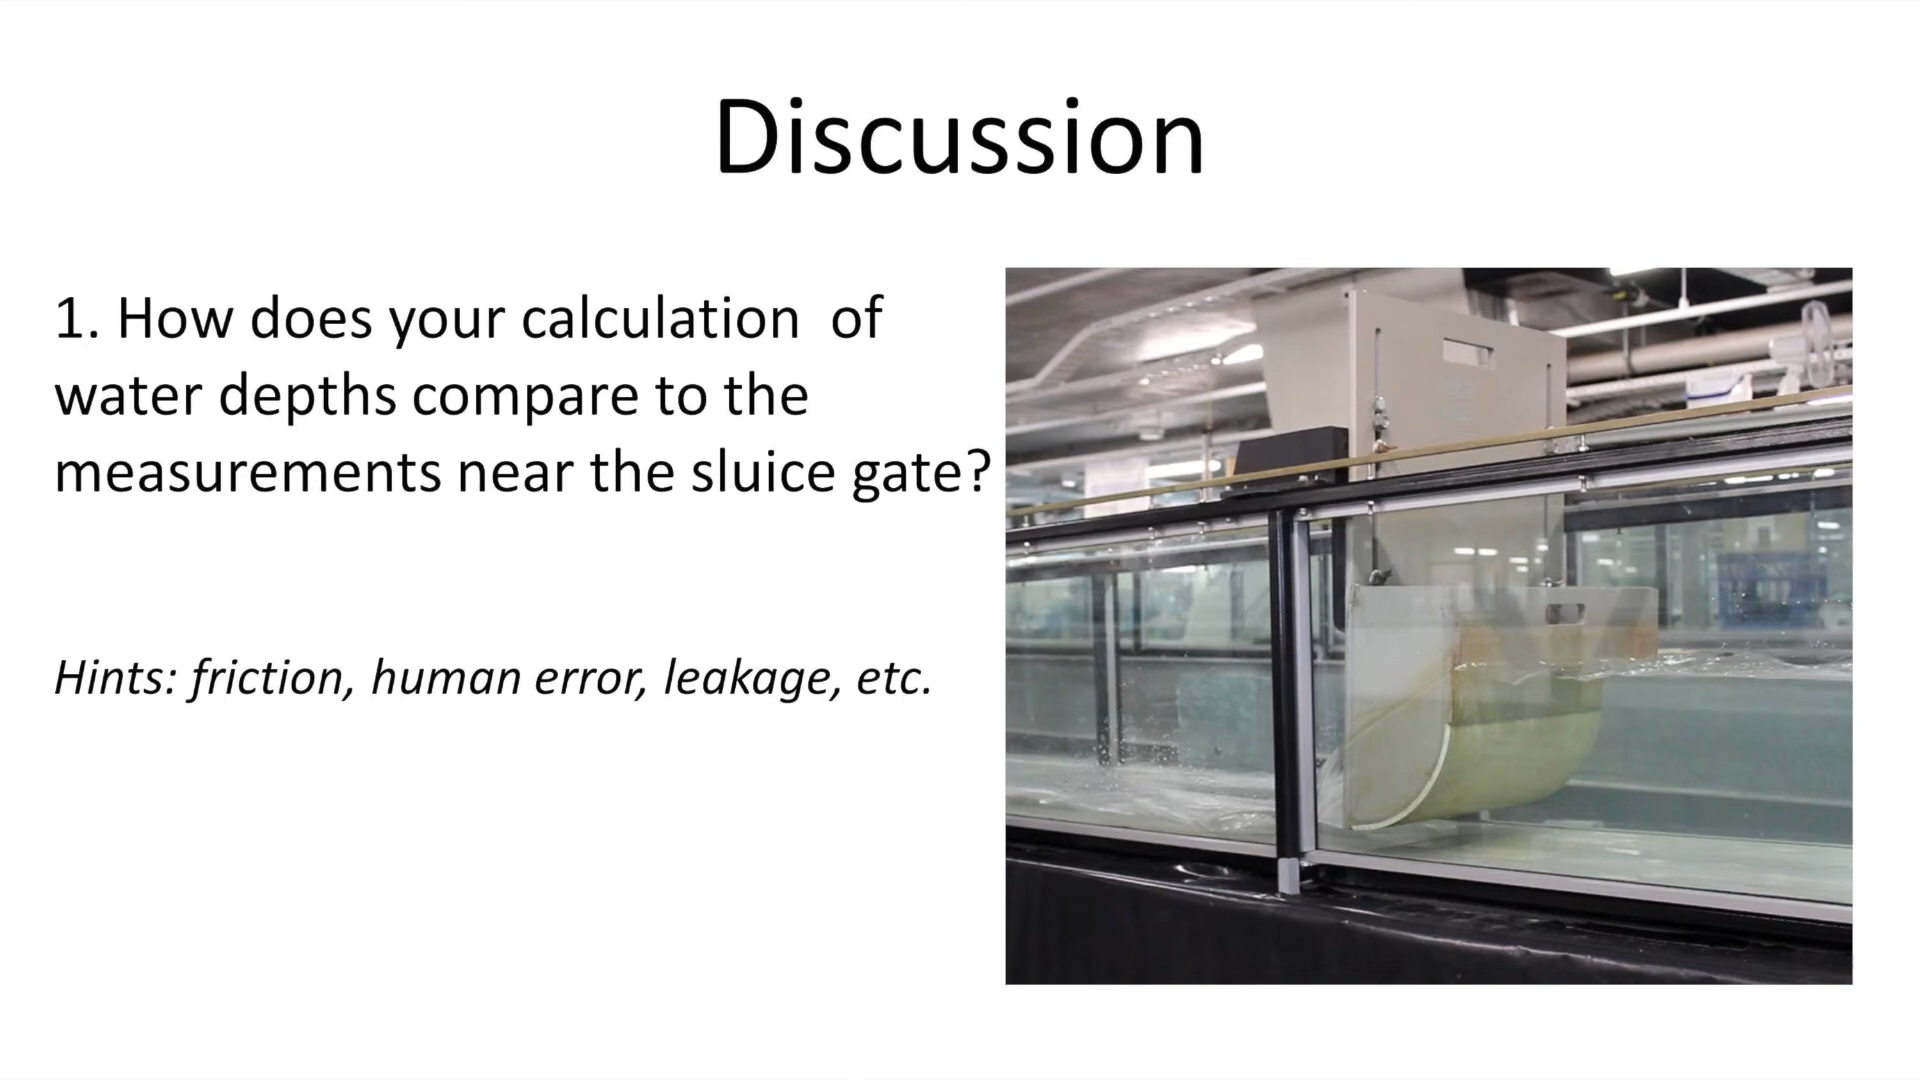 Discussion
1. How does your calculation  of
water depths compare to the
measurements near the sluice gate?
Hints: friction, human error, leakage, etc.